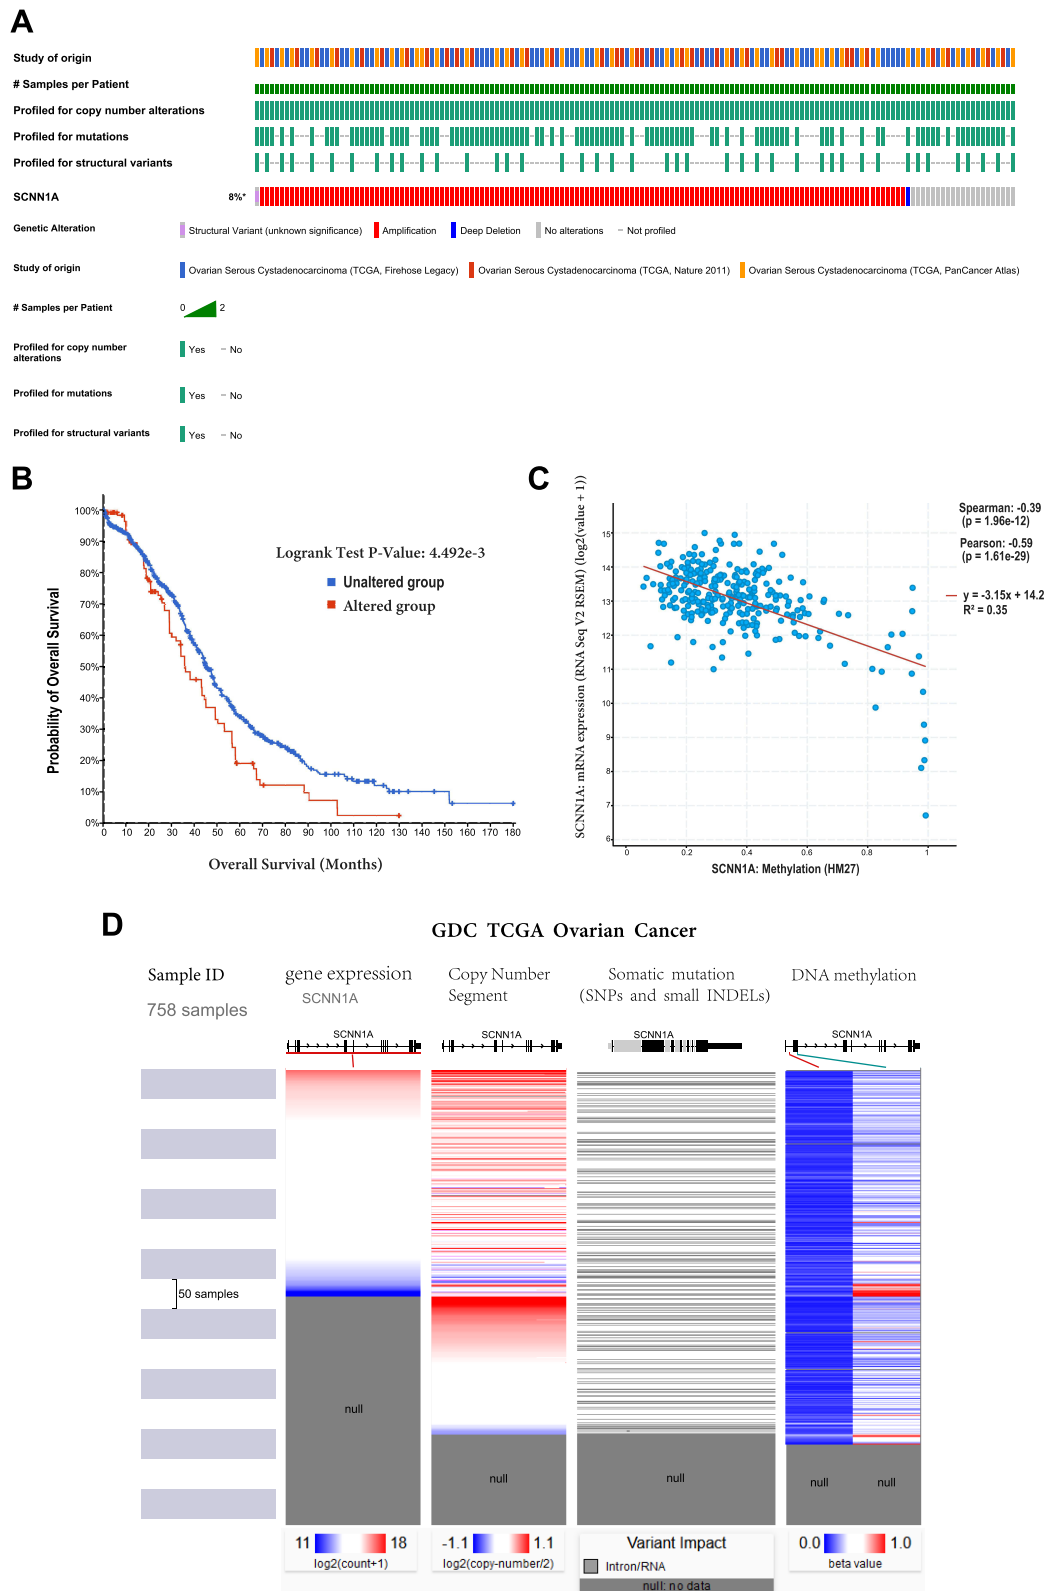 A
Study of origin
# Samples per Patient
Profiled for copy number alterations
Profiled for mutations
Profiled for structural variants
SCNN1A 8%*
Genetic Alteration Structural Variant (unknown significance) Amplification Deep Deletion No alterations – Not profiled
Study of origin Ovarian Serous Cystadenocarcinoma (TCGA, Firehose Legacy) Ovarian Serous Cystadenocarcinoma (TCGA, Nature 2011) Ovarian Serous Cystadenocarcinoma (TCGA, PanCancer Atlas)
# Samples per Patient 0 2
Profiled for copy number
alterations
Yes – No
Profiled for mutations Yes – No
Profiled for structural variants Yes – No
B
Probability of Overall Survival
100%
90%
80%
70%
60%
50%
40%
30%
20%
10%
0%
Logrank Test P-Value: 4.492e-3
Unaltered group
Altered group
0 10 20 30 40 50 60 70 80 90 100 110 120 130 140 150 160 170 180
Overall Survival (Months)
C
SCNN1A: mRNA expression (RNA Seq V2 RSEM) (log2(value + 1))
15
14
13
12
11
10
9
8
7
6
0 0.2 0.4 0.6 0.8 1
SCNN1A: Methylation (HM27)
Spearman: -0.39
(p = 1.96e-12)
Pearson: -0.59
(p = 1.61e-29)
y = -3.15x + 14.2
R² = 0.35
D
GDC TCGA Ovarian Cancer
Sample ID
758 samples
50 samples
gene expression
SCNN1A
SCNN1A
null
11 18
log2(count+1)
Copy Number
Segment
SCNN1A
null
-1.1 1.1
log2(copy-number/2)
Somatic mutation
(SNPs and small INDELs)
SCNN1A
null
Variant Impact
Intron/RNA
null: no data
DNA methylation
SCNN1A
null null
0.0 1.0
beta value